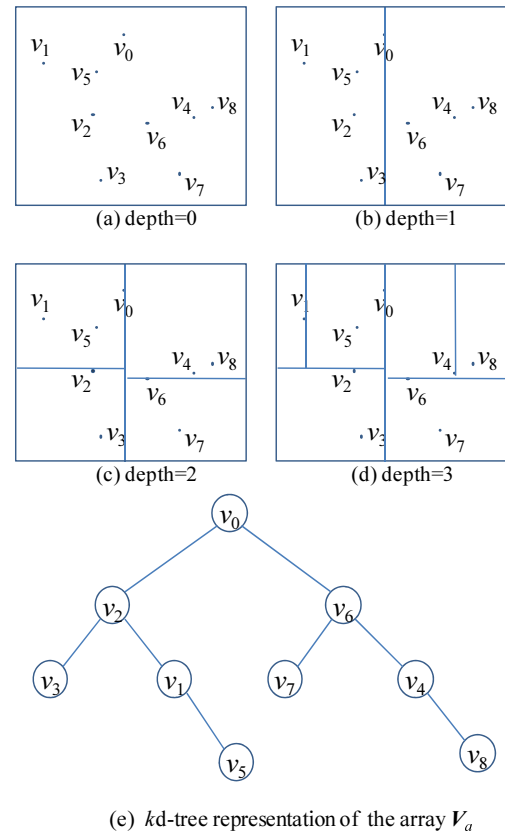 v0
v1
v5
v2
v4 v8
v6
v3
v7
(a) depth=0
v0
v1
v5
v2
v4 v8
v6
v3
v7
(b) depth=1
v0
v1
v5
v2
v4 v8
v6
v3
v7
(c) depth=2
v0
v1
v5
v2
v4 v8
v6
v3
v7
(d) depth=3
v0
v2 v6
v3 v1 v7 v4
v5 v8
(e) kd-tree representation of the array Va